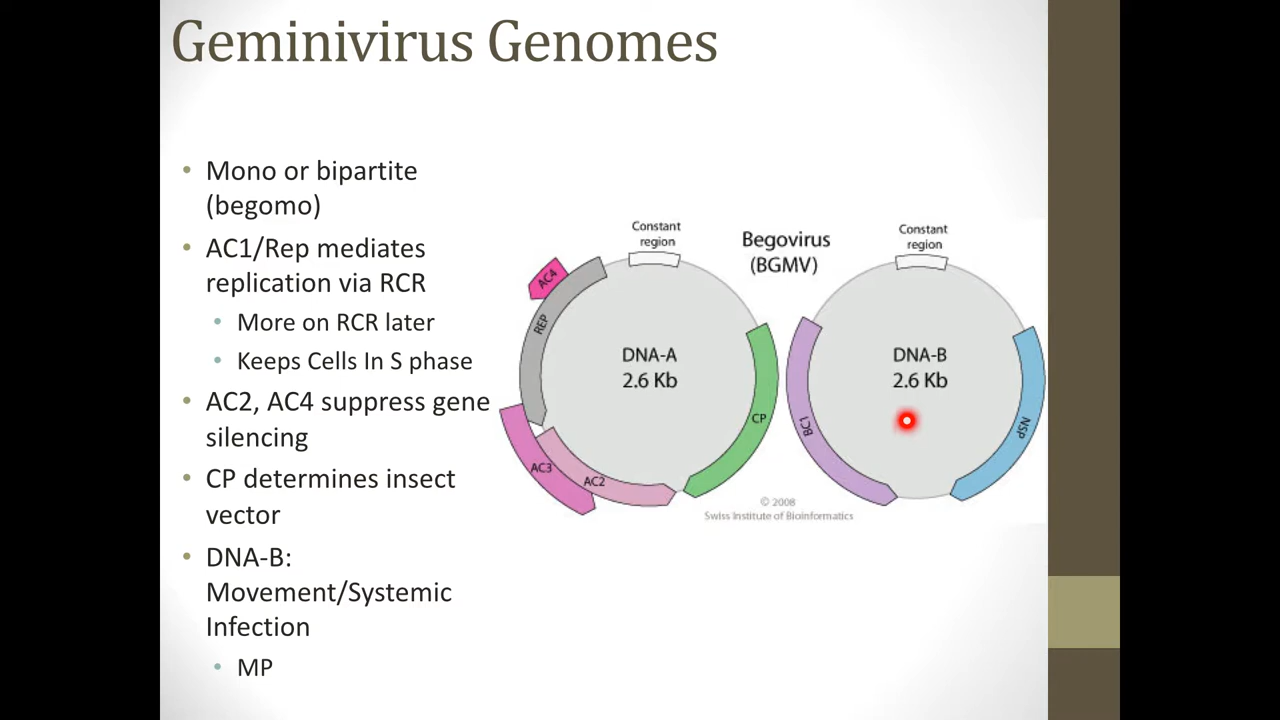 Geminivirus Genomes
• Mono or bipartite
(begomo)
• AC1/Rep mediates
replication via RCR
• More on RCR later
• Keeps Cells In S phase
• AC2, AC4 suppress gene
silencing
• CP determines insect
vector
• DNA-B:
Movement/Systemic
Infection
• MP
Constant
region
Begovirus
(BGMV)
Constant
region
AC4
REP
DNA-A
2.6 Kb
CP
AC3
AC2
DNA-B
2.6 Kb
BC1
NSP
© 2008
Swiss Institute of Bioinformatics